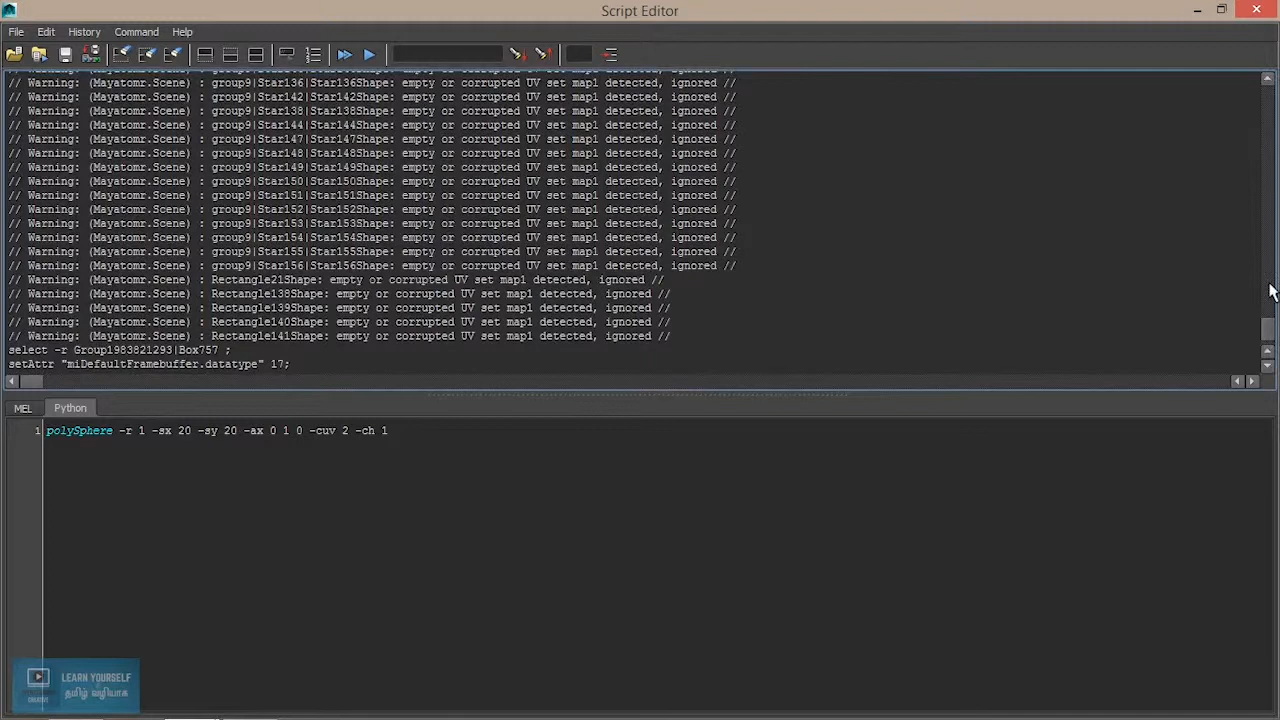 Script Editor
File Edit History Command Help
// Warning: (Mayatomr.Scene) : group9|Star136|Star136Shape: empty or corrupted UV set map1 detected, ignored //
// Warning: (Mayatomr.Scene) : group9|Star142|Star142Shape: empty or corrupted UV set map1 detected, ignored //
// Warning: (Mayatomr.Scene) : group9|Star138|Star138Shape: empty or corrupted UV set map1 detected, ignored //
// Warning: (Mayatomr.Scene) : group9|Star144|Star144Shape: empty or corrupted UV set map1 detected, ignored //
// Warning: (Mayatomr.Scene) : group9|Star147|Star147Shape: empty or corrupted UV set map1 detected, ignored //
// Warning: (Mayatomr.Scene) : group9|Star148|Star148Shape: empty or corrupted UV set map1 detected, ignored //
// Warning: (Mayatomr.Scene) : group9|Star149|Star149Shape: empty or corrupted UV set map1 detected, ignored //
// Warning: (Mayatomr.Scene) : group9|Star150|Star150Shape: empty or corrupted UV set map1 detected, ignored //
// Warning: (Mayatomr.Scene) : group9|Star151|Star151Shape: empty or corrupted UV set map1 detected, ignored //
// Warning: (Mayatomr.Scene) : group9|Star152|Star152Shape: empty or corrupted UV set map1 detected, ignored //
// Warning: (Mayatomr.Scene) : group9|Star153|Star153Shape: empty or corrupted UV set map1 detected, ignored //
// Warning: (Mayatomr.Scene) : group9|Star154|Star154Shape: empty or corrupted UV set map1 detected, ignored //
// Warning: (Mayatomr.Scene) : group9|Star155|Star155Shape: empty or corrupted UV set map1 detected, ignored //
// Warning: (Mayatomr.Scene) : group9|Star156|Star156Shape: empty or corrupted UV set map1 detected, ignored //
// Warning: (Mayatomr.Scene) : Rectangle21Shape: empty or corrupted UV set map1 detected, ignored //
// Warning: (Mayatomr.Scene) : Rectangle138Shape: empty or corrupted UV set map1 detected, ignored //
// Warning: (Mayatomr.Scene) : Rectangle139Shape: empty or corrupted UV set map1 detected, ignored //
// Warning: (Mayatomr.Scene) : Rectangle140Shape: empty or corrupted UV set map1 detected, ignored //
// Warning: (Mayatomr.Scene) : Rectangle141Shape: empty or corrupted UV set map1 detected, ignored //
select -r Group1983821293|Box757 ;
setAttr "miDefaultFramebuffer.datatype" 17;
MEL Python
1 polySphere -r 1 -sx 20 -sy 20 -ax 0 1 0 -cuv 2 -ch 1
LEARN YOURSELF
தமிழ் வழியாக
CREATIVE